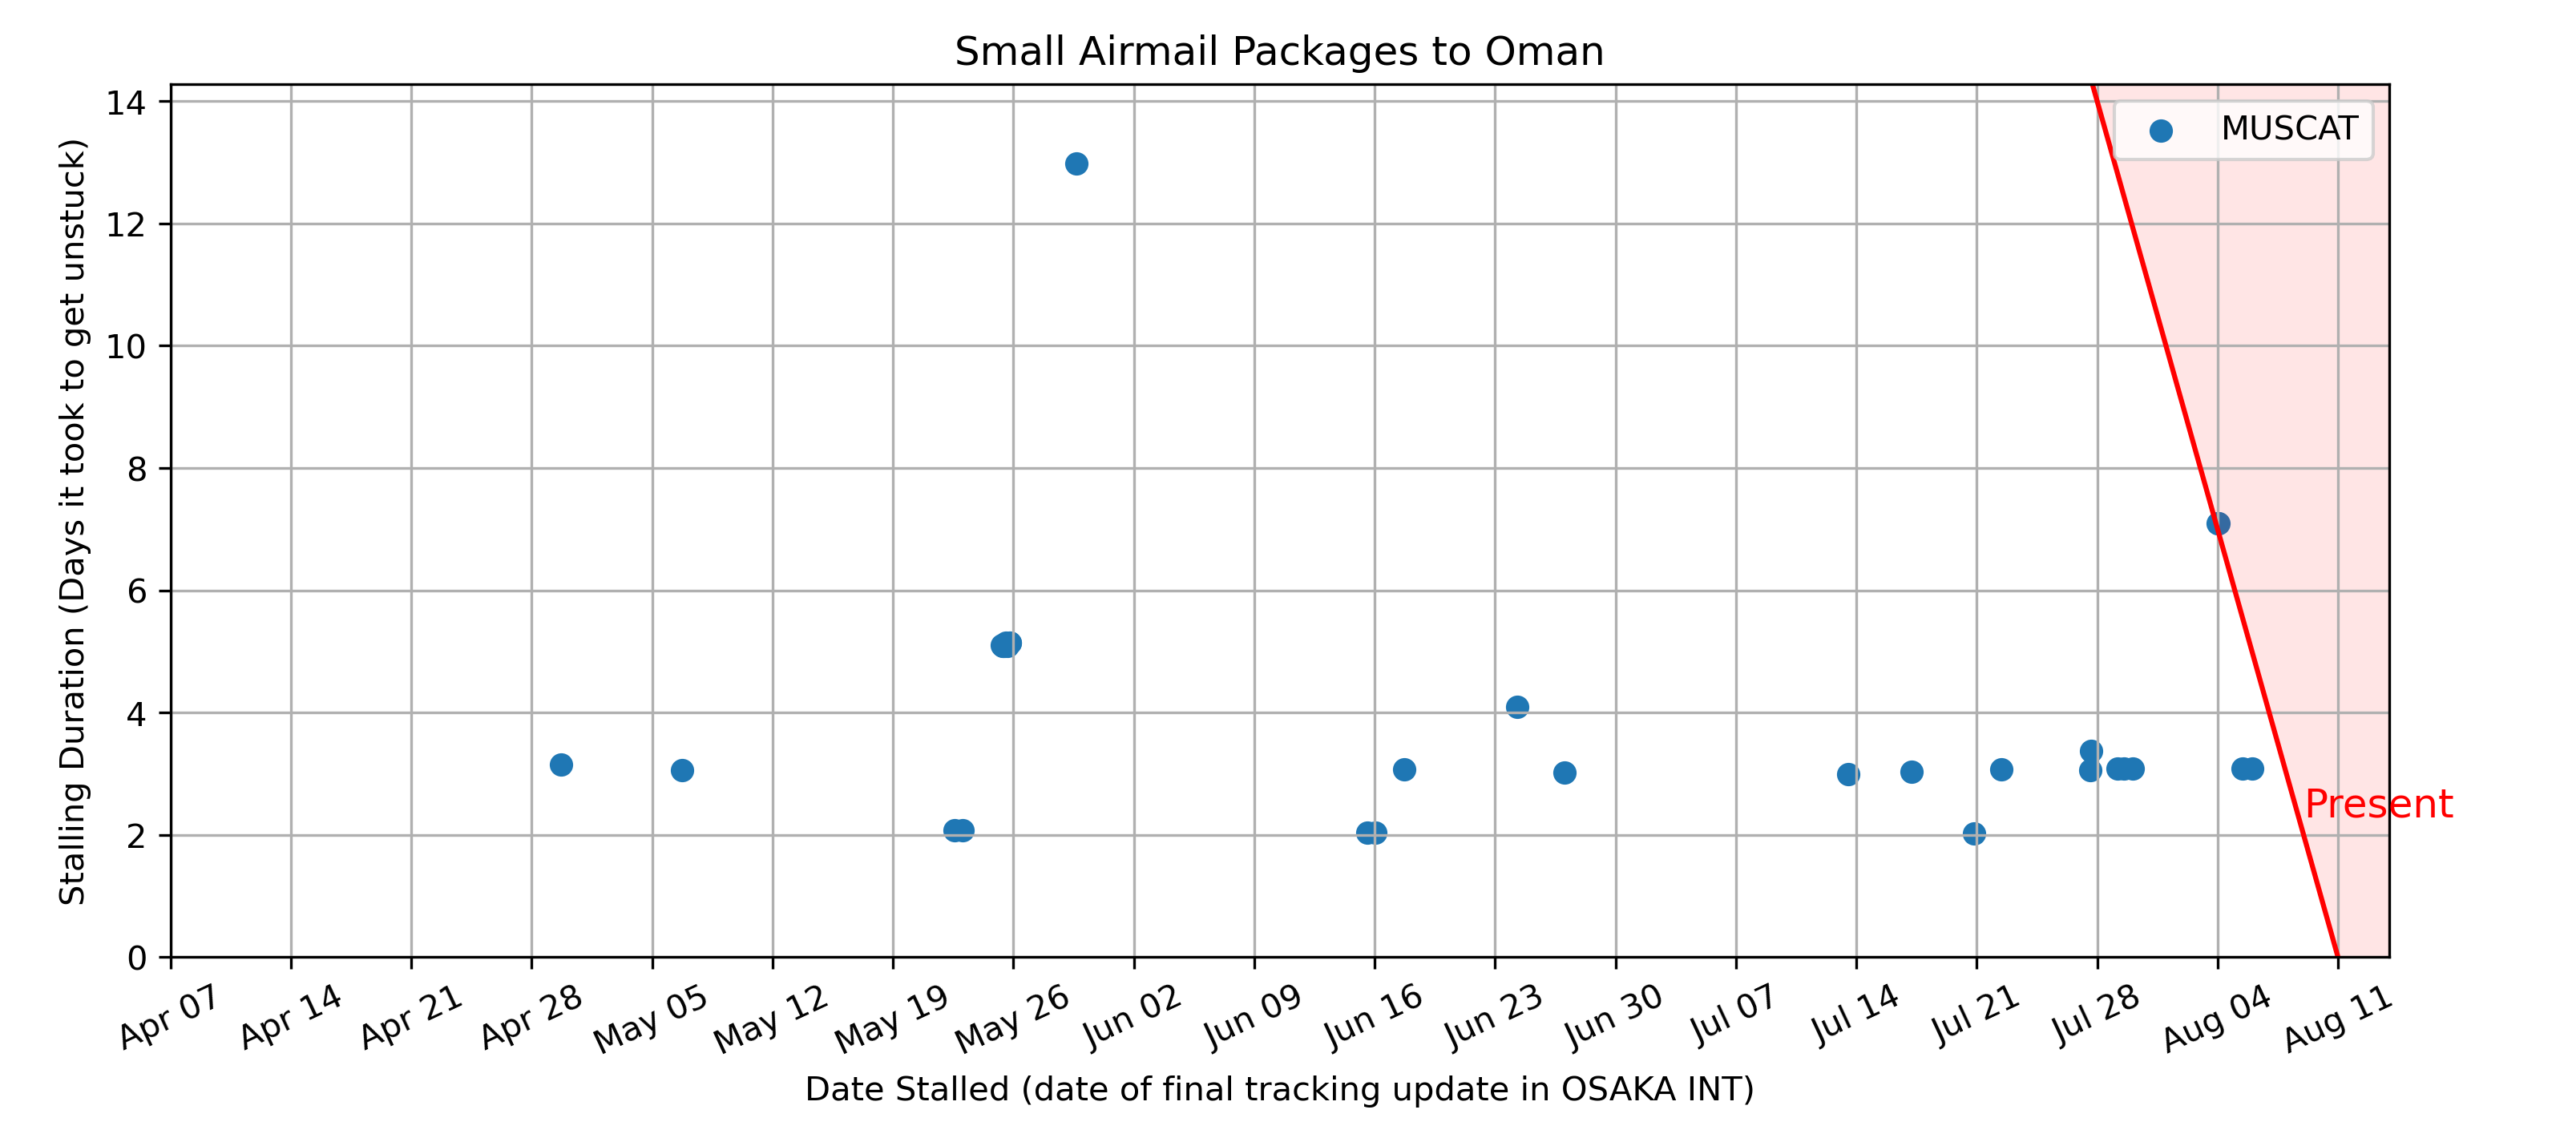 Small Airmail Packages to Oman
MUSCAT
Stalling Duration (Days it took to get unstuck)
14
12
10
8
6
4
2
0
Present
Apr 07
Apr 14
Apr 21
Apr 28
May 05
May 12
May 19
May 26
Jun 02
Jun 09
Jun 16
Jun 23
Jun 30
Jul 07
Jul 14
Jul 21
Jul 28
Aug 04
Aug 11
Date Stalled (date of final tracking update in OSAKA INT)